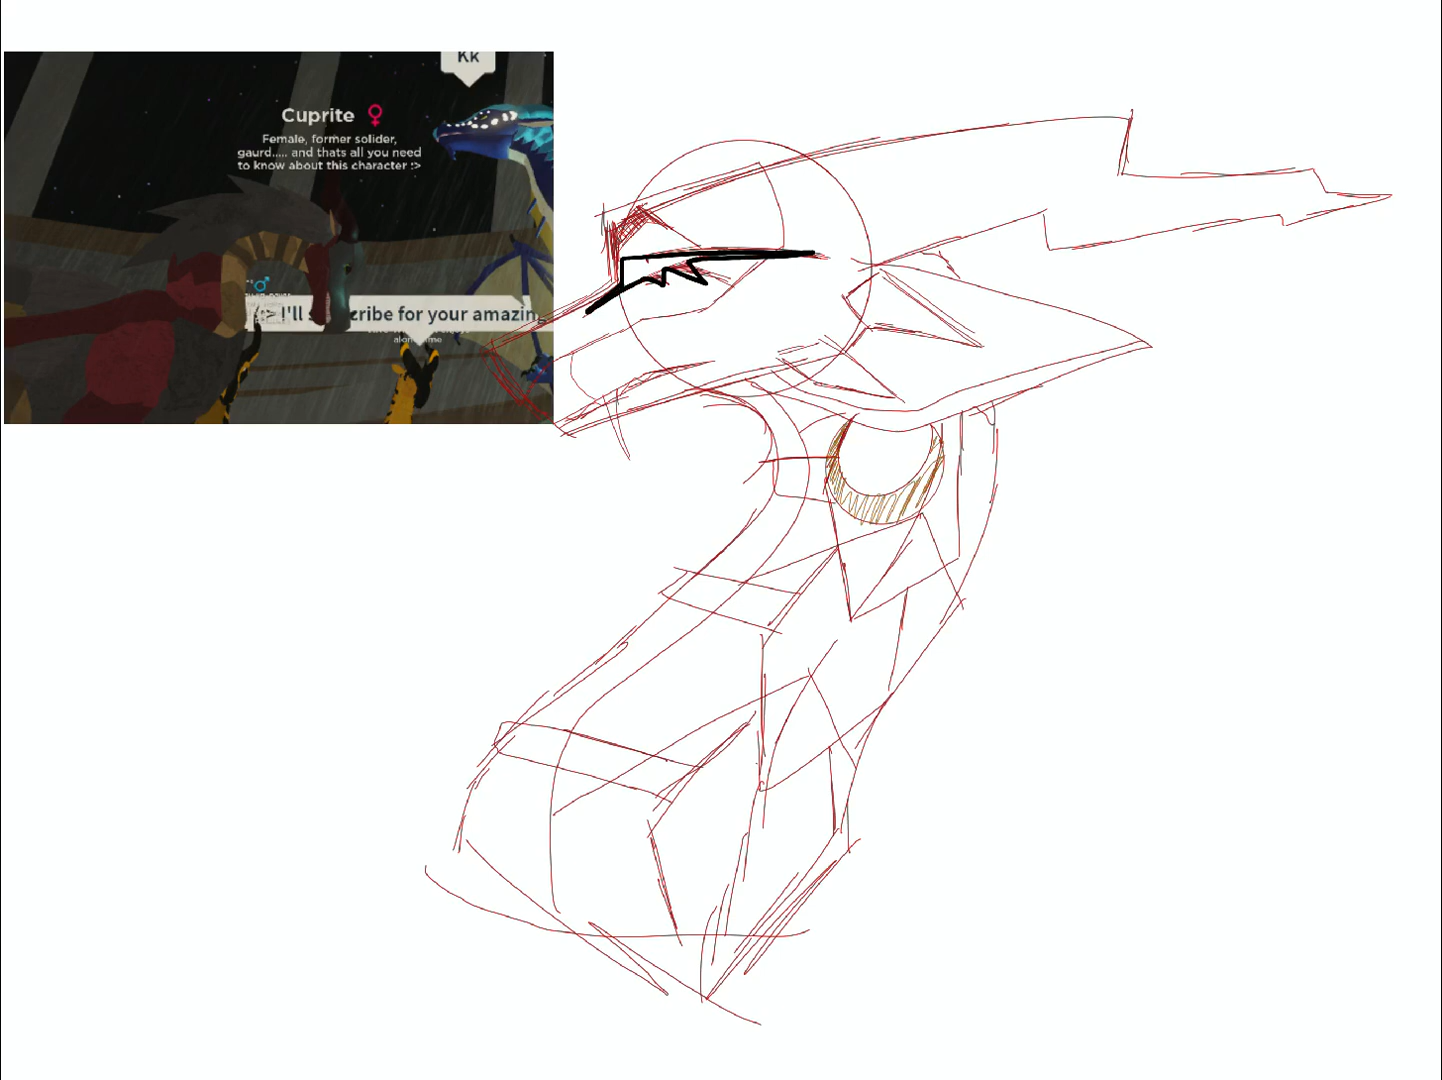 Kk
Cuprite
Female, former solider,
gaurd..... and thats all you need
to know about this character :>
I'll s cribe for your amazin